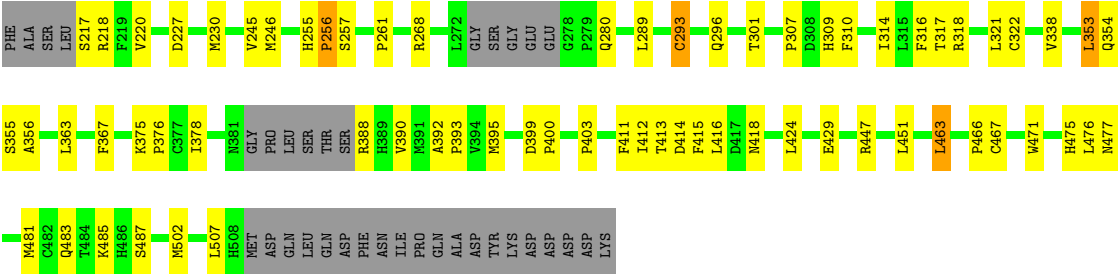 PHE ALA SER LEU S217 R218 F219 V220 D227 M230 V245 M246 H255 P256 S257 P261 R268 L272 GLY SER GLY GLU GLU G278 P279 Q280 L289 C293 Q296 T301 P307 D308 H309 F310 I314 L315 F316 T317 R318 L321 C322 V338 L353 Q354
S355 A356 L363 F367 K375 P376 C377 I378 N381 GLY PRO LEU SER THR SER R388 H389 V390 M391 A392 P393 V394 M395 D399 P400 P403 F411 I412 T413 D414 F415 L416 D417 N418 L424 E429 R447 L451 L463 P466 C467 W471 H475 L476 N477
M481 C482 Q483 T484 K485 H486 S487 M502 L507 H508 MET ASP GLN LEU GLN ASP PHE ASN ILE PRO GLN ALA ASP TYR LYS ASP ASP ASP ASP LYS